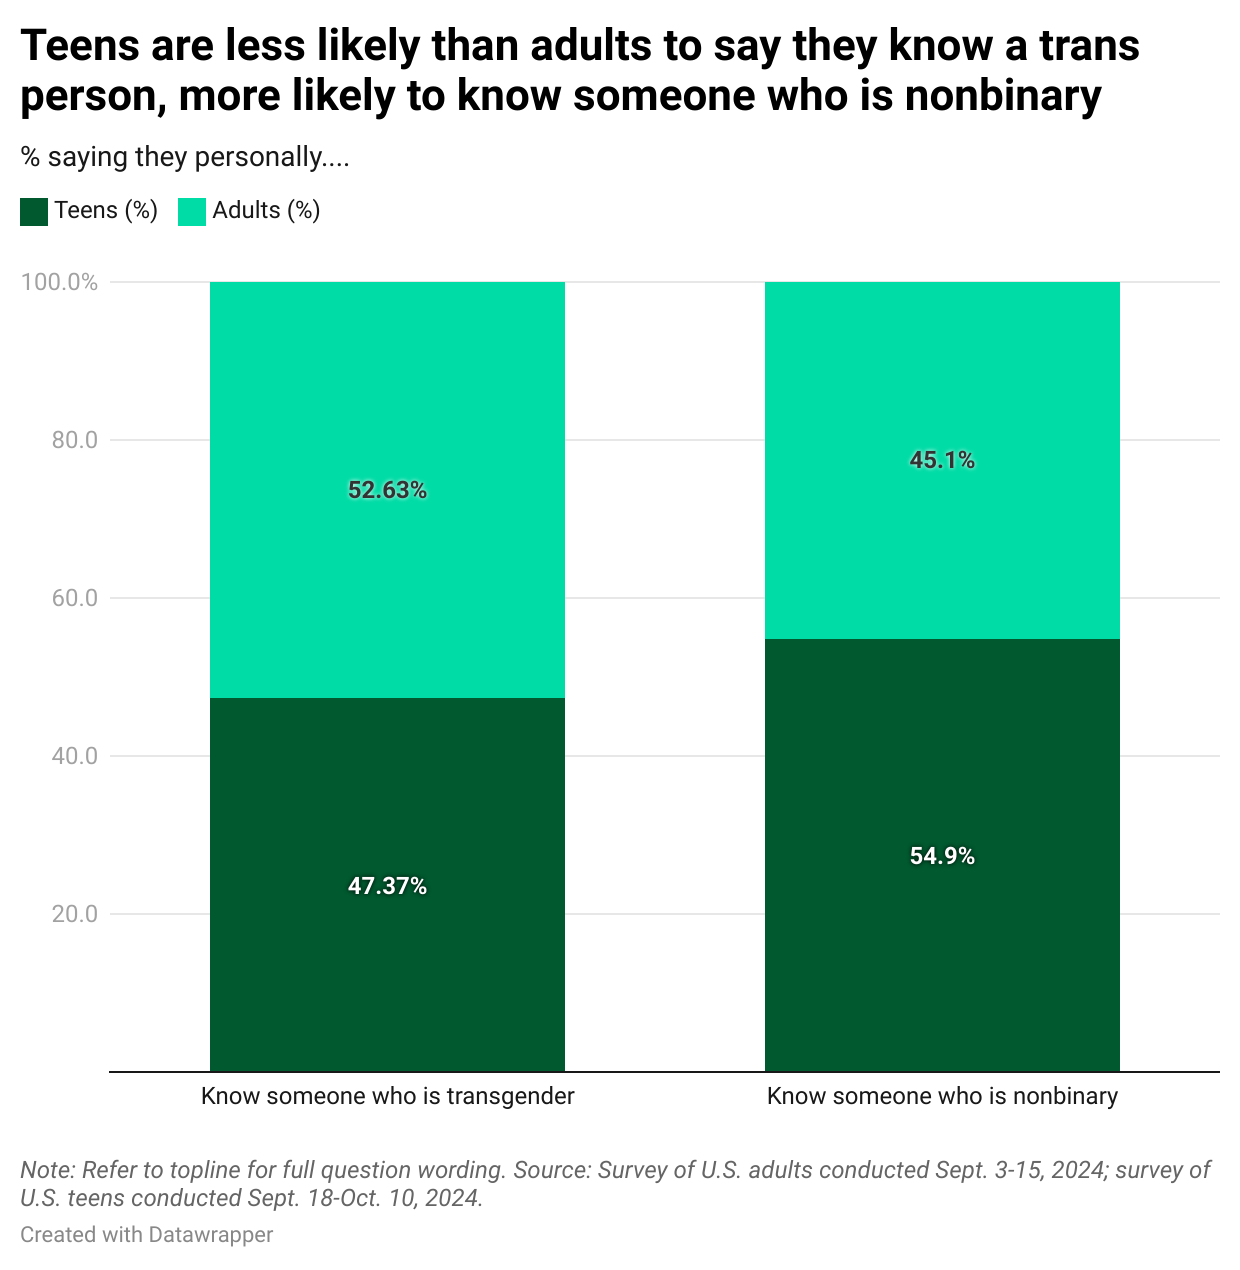 Teens are less likely than adults to say they know a trans
person, more likely to know someone who is nonbinary
% saying they personally....
Teens (%) Adults (%)
100.0%
80.0
60.0
40.0
20.0
52.63%
45.1%
47.37%
54.9%
Know someone who is transgender
Know someone who is nonbinary
Note: Refer to topline for full question wording. Source: Survey of U.S. adults conducted Sept. 3-15, 2024; survey of
U.S. teens conducted Sept. 18-Oct. 10, 2024.
Created with Datawrapper